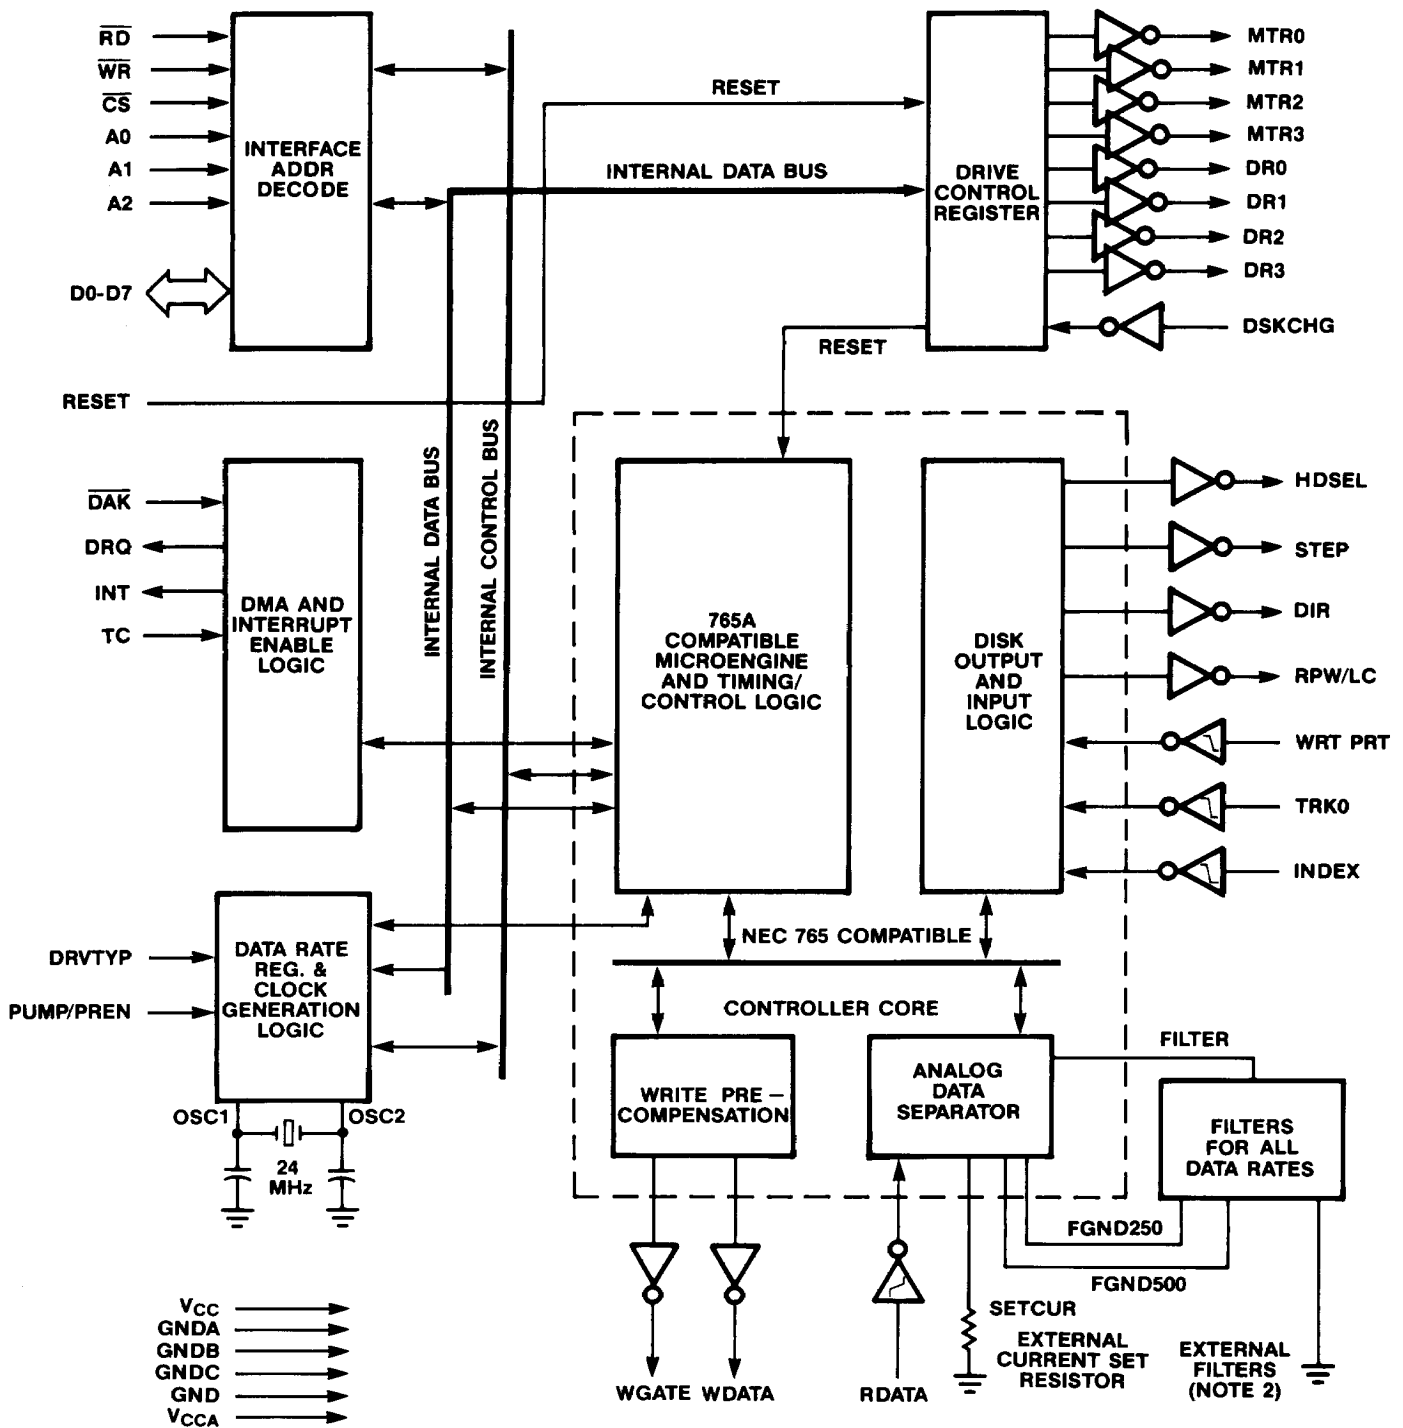 RD
WR
CS
A0
A1
A2
D0-D7
INTERFACE
ADDR
DECODE
RESET
RESET
INTERNAL DATA BUS
DRIVE
CONTROL
REGISTER
MTR0
MTR1
MTR2
MTR3
DR0
DR1
DR2
DR3
DSKCHG
RESET
DAK
DRQ
INT
TC
DMA AND
INTERRUPT
ENABLE
LOGIC
INTERNAL DATA BUS
INTERNAL CONTROL BUS
765A
COMPATIBLE
MICROENGINE
AND TIMING/
CONTROL LOGIC
DISK
OUTPUT
AND
INPUT
LOGIC
HDSEL
STEP
DIR
RPW/LC
WRT PRT
TRK0
INDEX
DRVTYP
PUMP/PREN
DATA RATE
REG. &
CLOCK
GENERATION
LOGIC
OSC1
OSC2
24
MHz
NEC 765 COMPATIBLE
CONTROLLER CORE
WRITE PRE –
COMPENSATION
ANALOG
DATA
SEPARATOR
FILTER
FILTERS
FOR ALL
DATA RATES
FGND250
FGND500
SETCUR
EXTERNAL
CURRENT SET
RESISTOR
EXTERNAL
FILTERS
(NOTE 2)
WGATE
WDATA
RDATA
VCC
GNDA
GNDB
GNDC
GND
VCCA